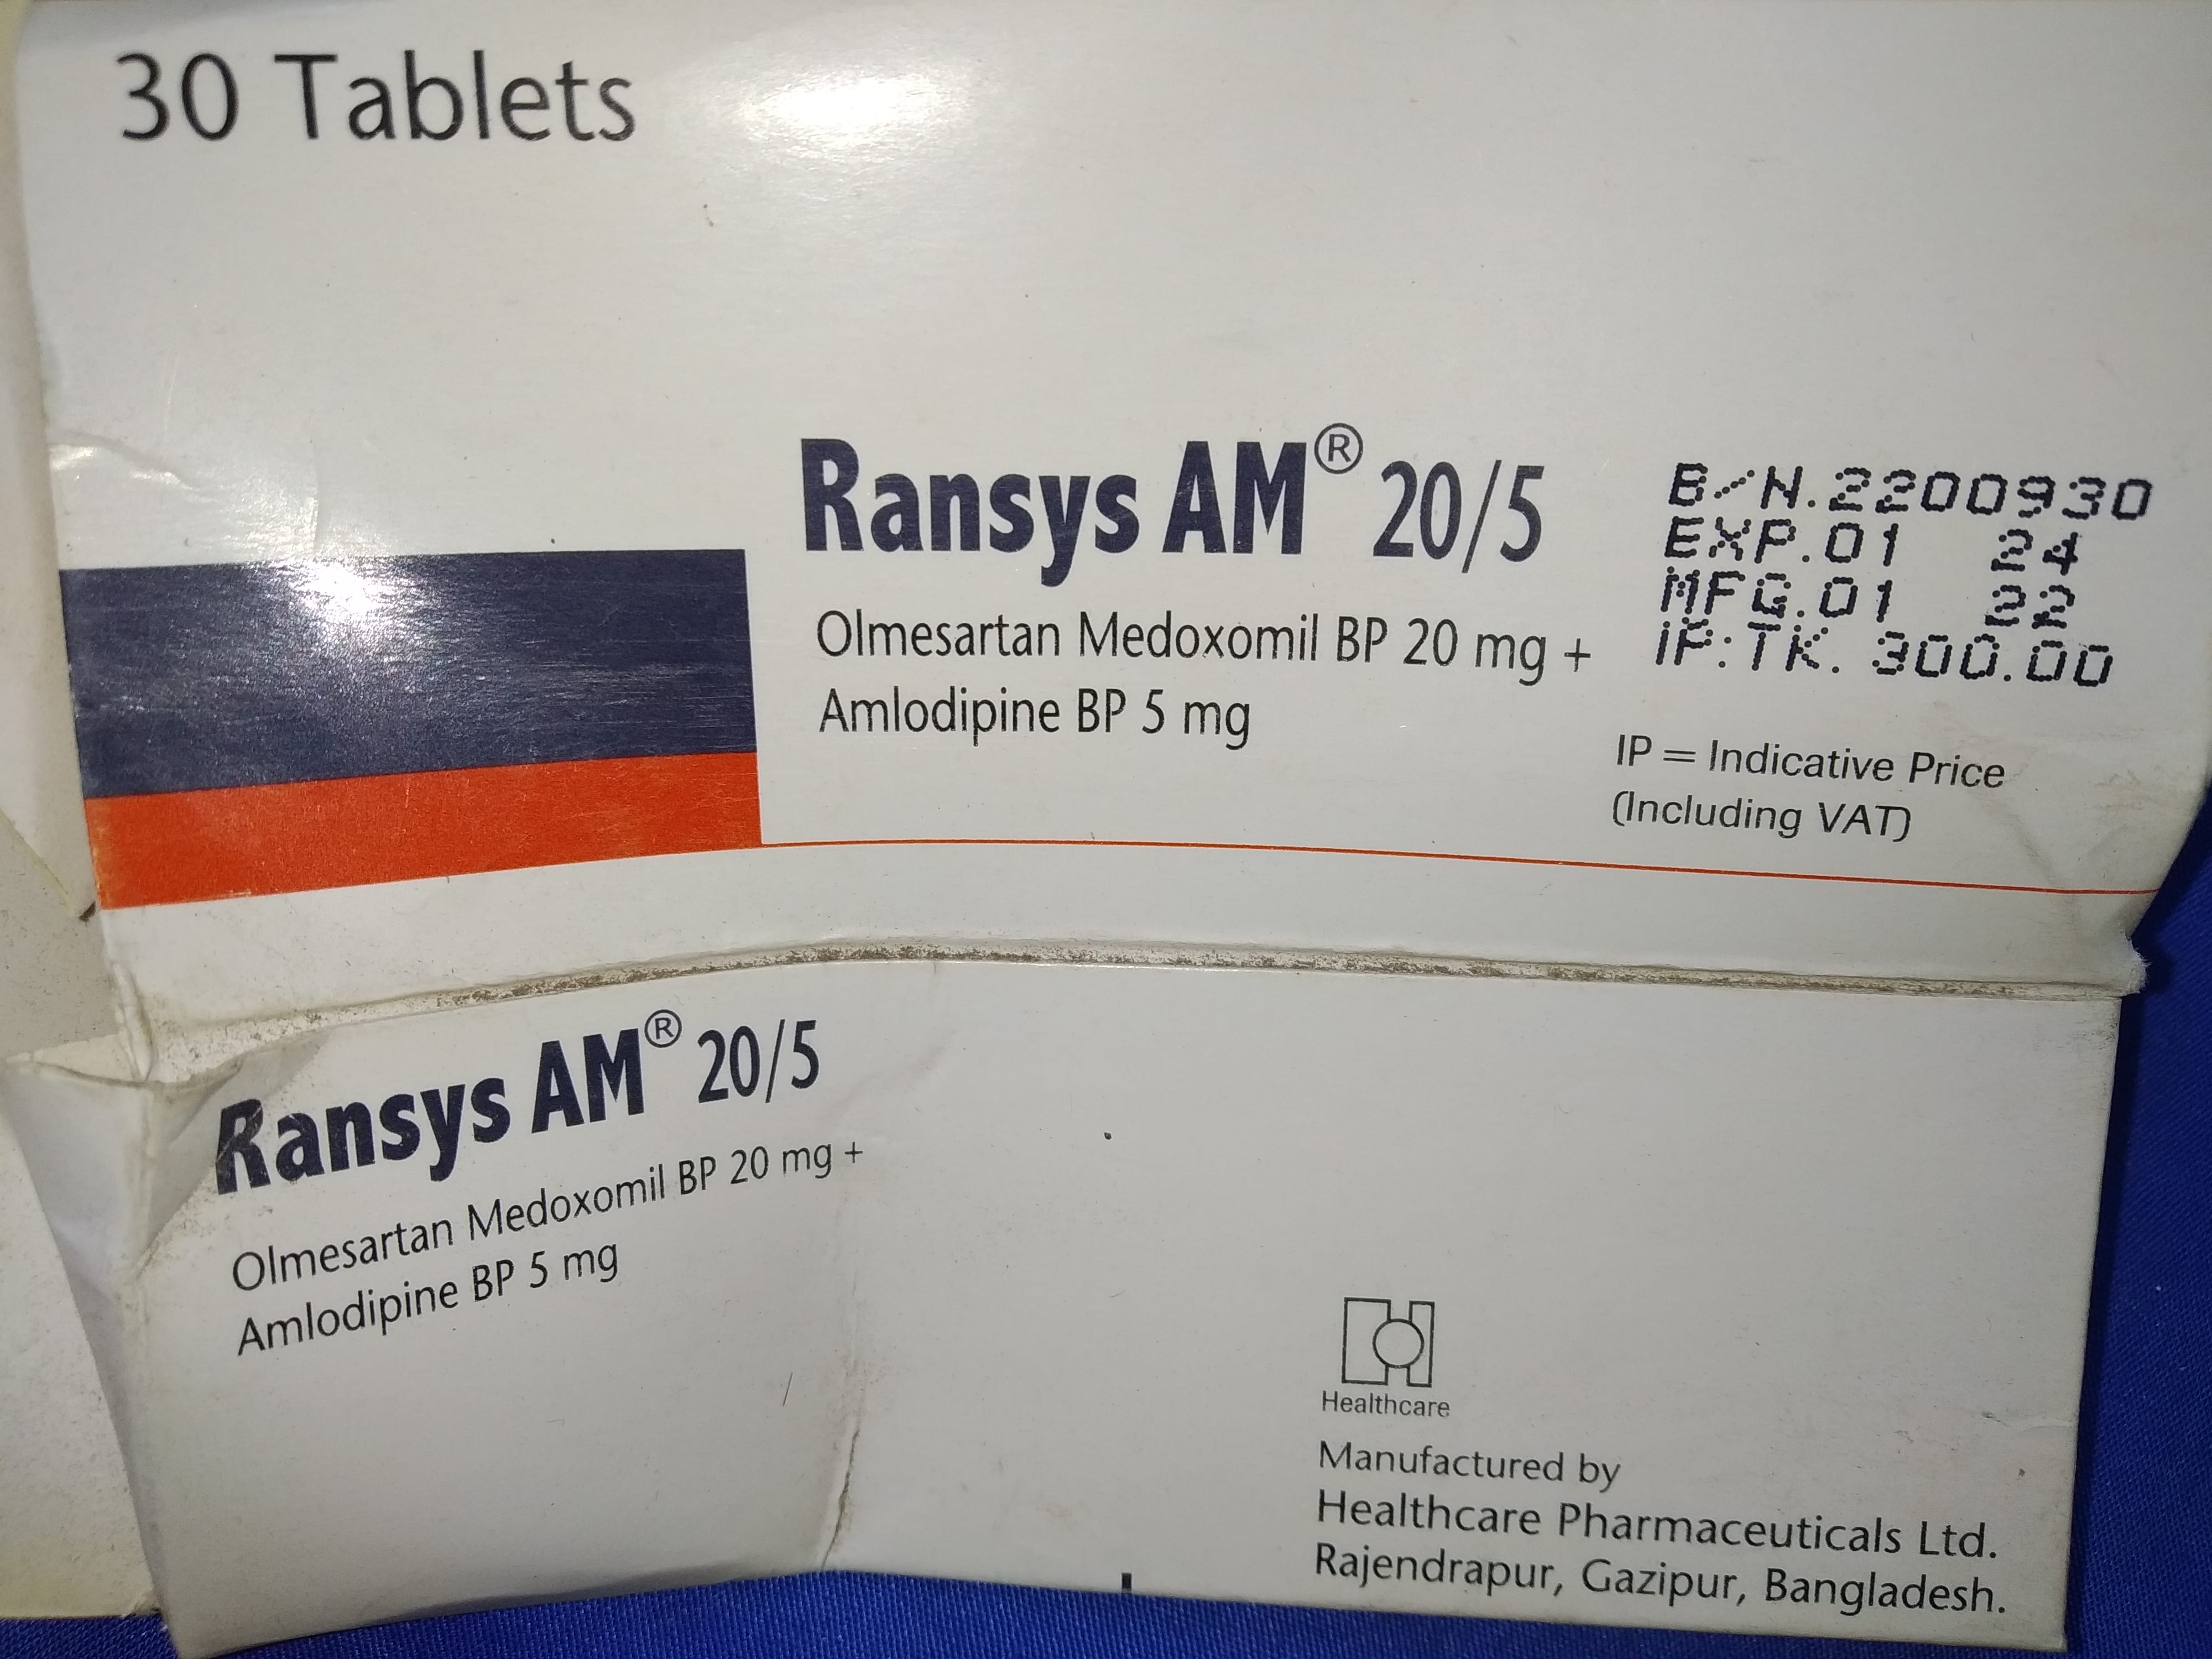 30 Tablets
Ransys AM® 20/5
Olmesartan Medoxomil BP 20 mg +
Amlodipine BP 5 mg
B/N.2200930
EXP.01 24
MFG.01 22
IP:TK. 300.00
IP = Indicative Price
(Including VAT)
Ransys AM® 20/5
Olmesartan Medoxomil BP 20 mg +
Amlodipine BP 5 mg
Healthcare
Manufactured by
Healthcare Pharmaceuticals Ltd.
Rajendrapur, Gazipur, Bangladesh.